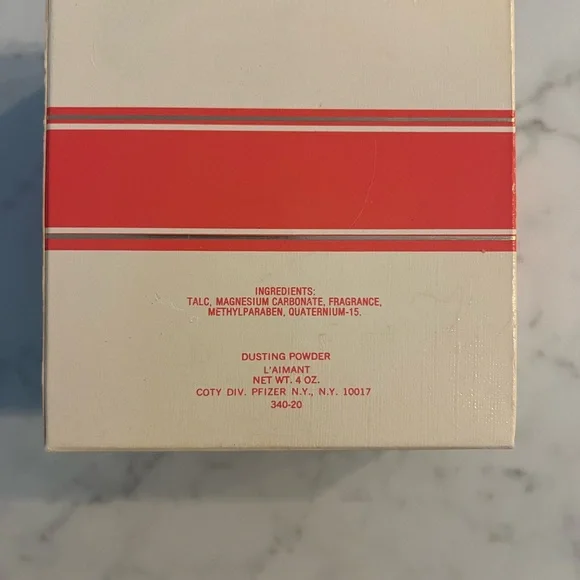 INGREDIENTS:
TALC, MAGNESIUM CARBONATE, FRAGRANCE,
METHYLPARABEN, QUATERNIUM-15.
DUSTING POWDER
L'AIMANT
NET WT. 4 OZ.
COTY DIV. PFIZER N.Y., N.Y. 10017
340-20